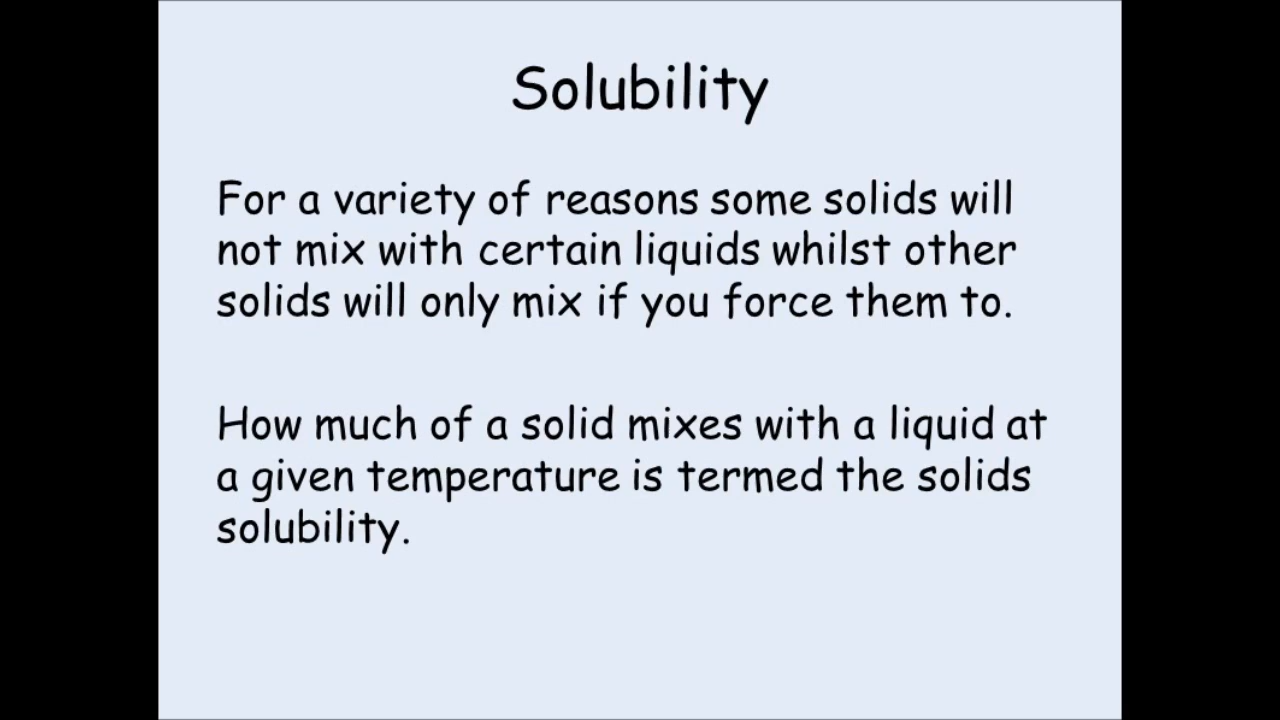 Solubility
For a variety of reasons some solids will
not mix with certain liquids whilst other
solids will only mix if you force them to.
How much of a solid mixes with a liquid at
a given temperature is termed the solids
solubility.